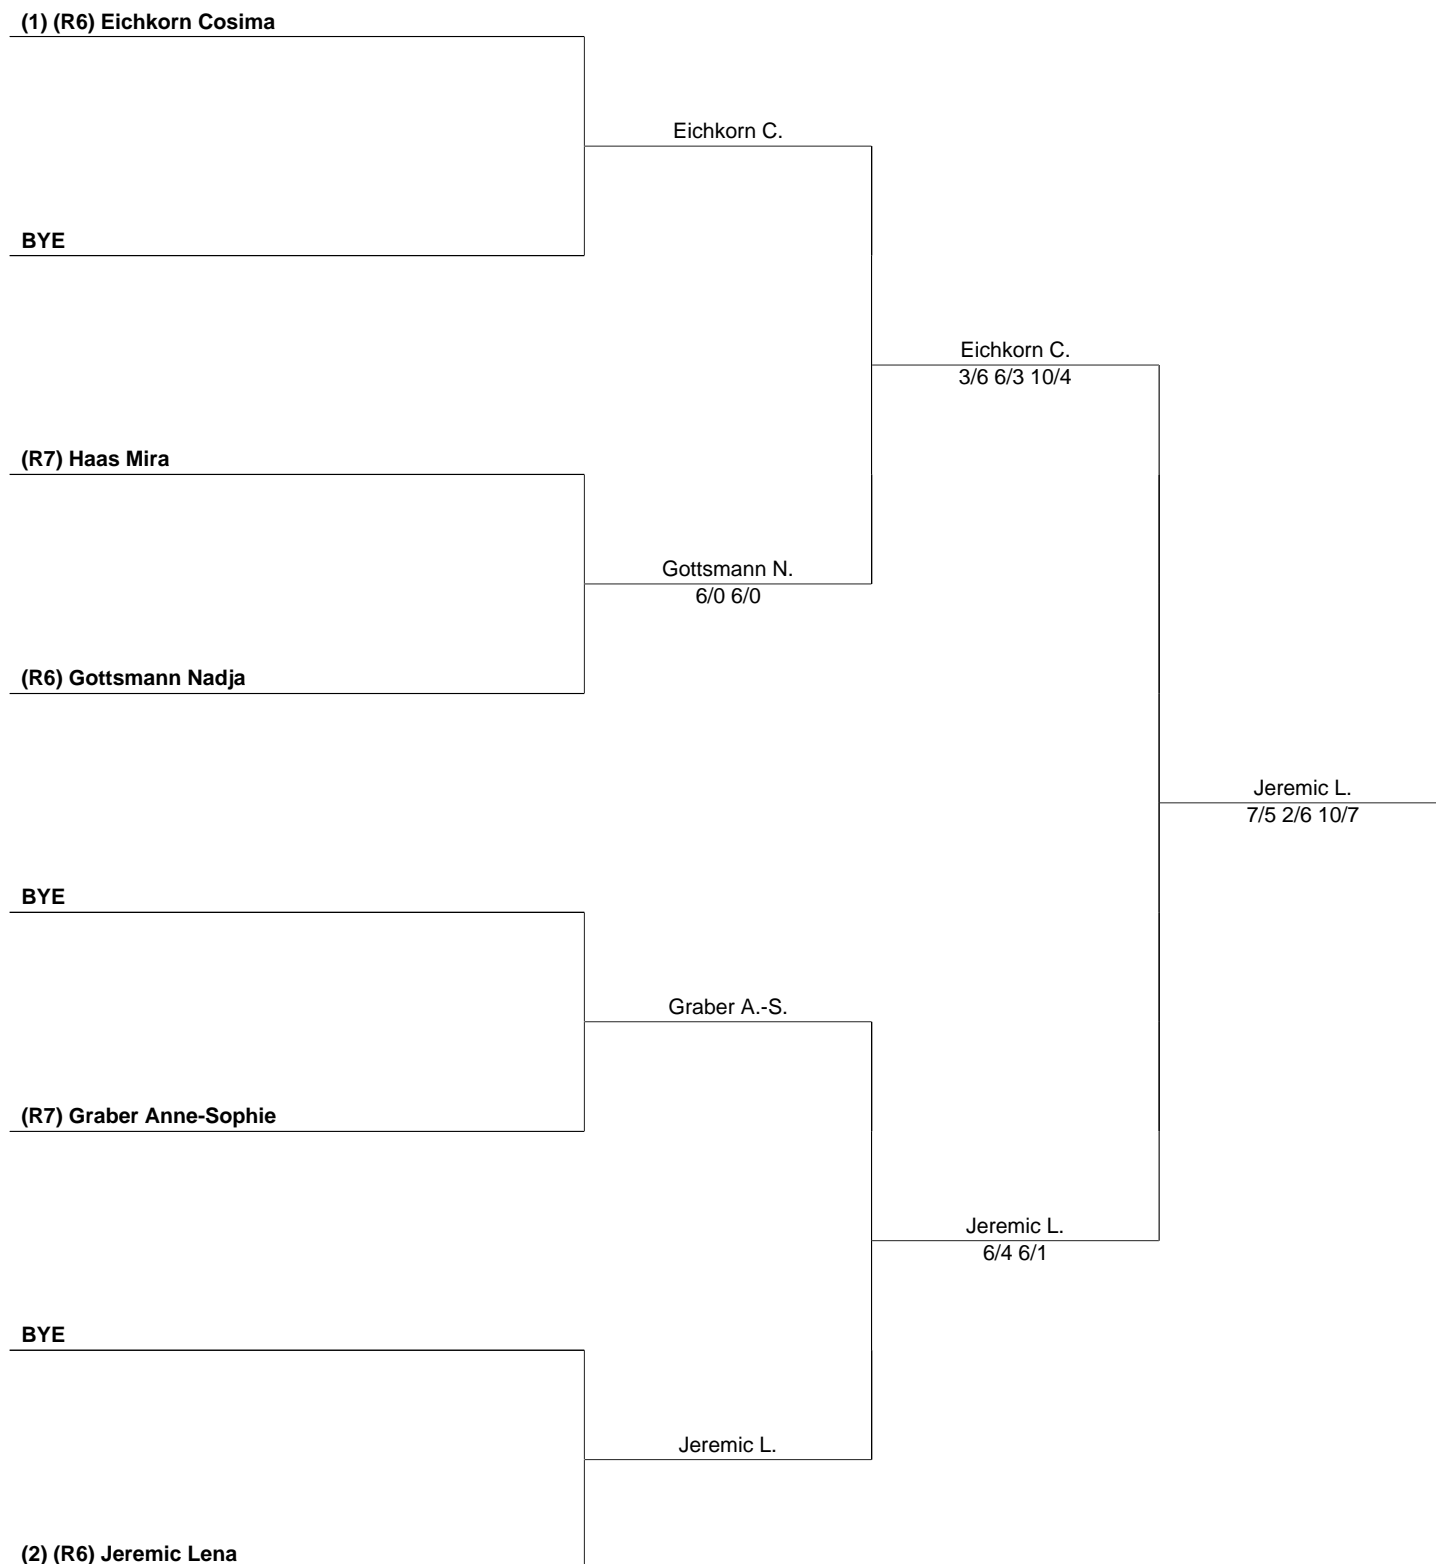 (1) (R6) Eichkorn Cosima
Eichkorn C.
BYE
Eichkorn C.
3/6 6/3 10/4
(R7) Haas Mira
Gottsmann N.
6/0 6/0
(R6) Gottsmann Nadja
Jeremic L.
7/5 2/6 10/7
BYE
Graber A.-S.
(R7) Graber Anne-Sophie
Jeremic L.
6/4 6/1
BYE
Jeremic L.
(2) (R6) Jeremic Lena